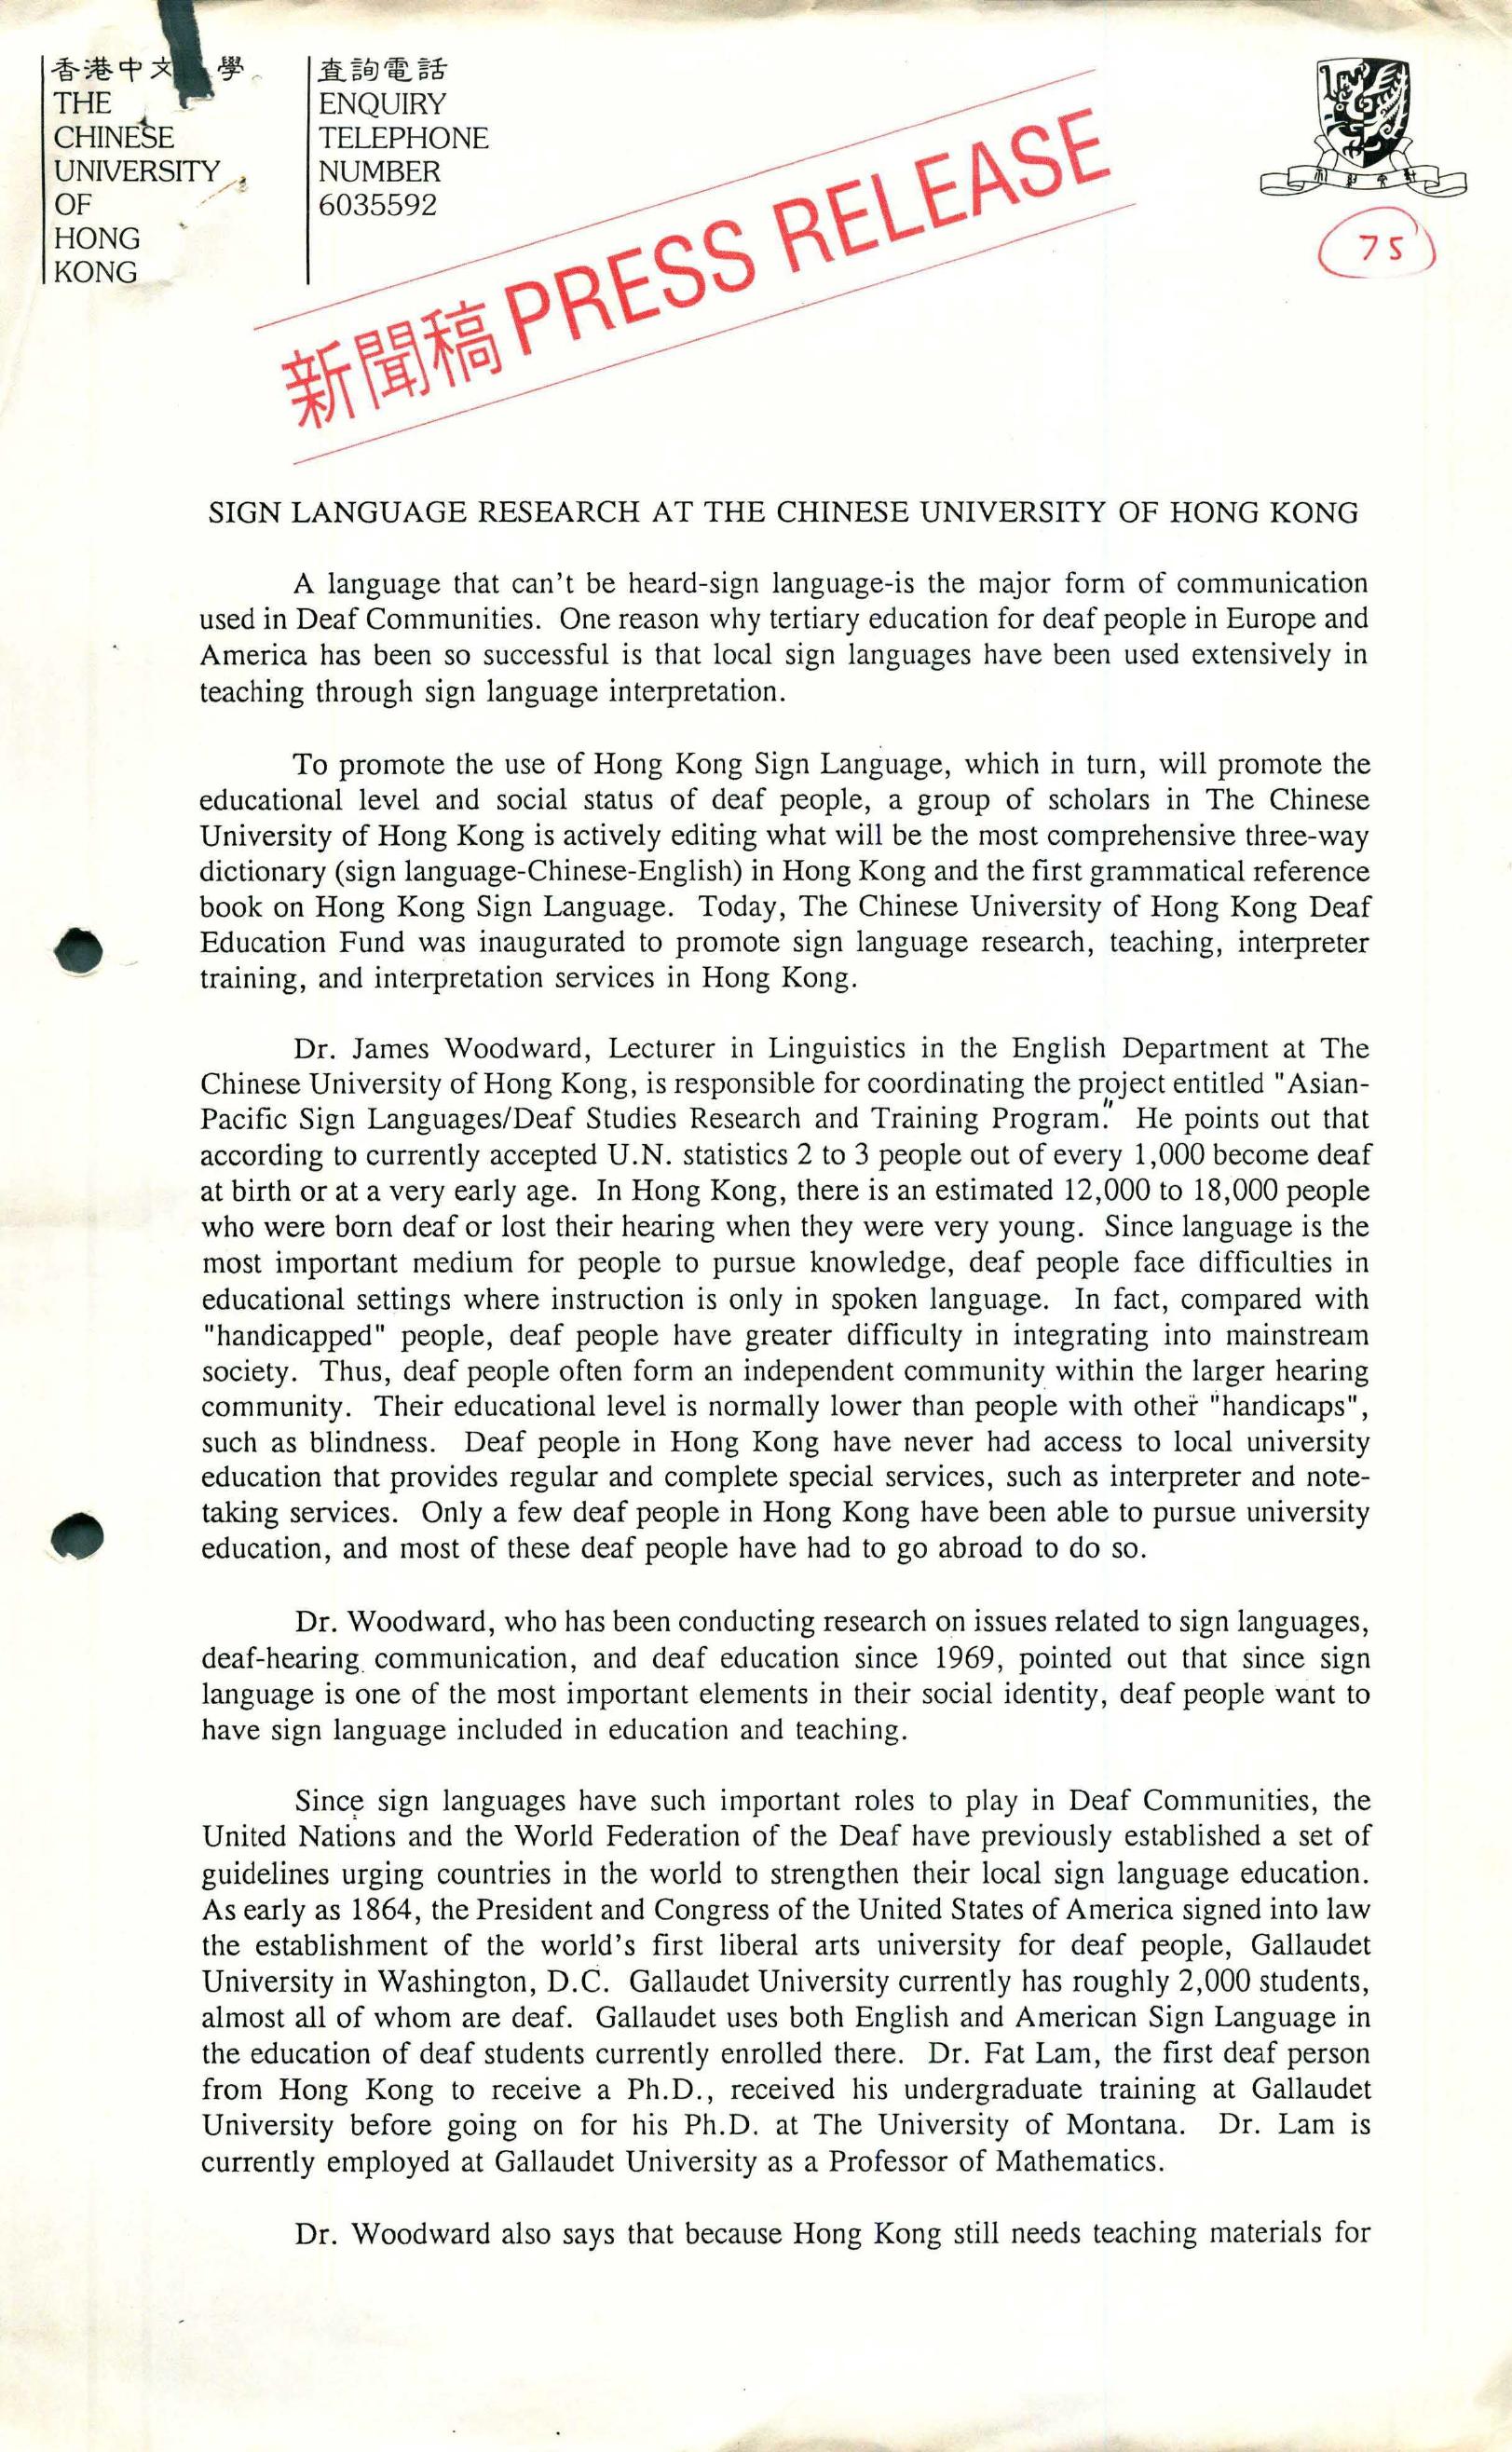 香港中文 學
THE
CHINESE
UNIVERSITY
OF
HONG
KONG
查詢電話
ENQUIRY
TELEPHONE
NUMBER
6035592
新聞稿 PRESS RELEASE
75
SIGN LANGUAGE RESEARCH AT THE CHINESE UNIVERSITY OF HONG KONG
A language that can't be heard-sign language-is the major form of communication
used in Deaf Communities. One reason why tertiary education for deaf people in Europe and
America has been so successful is that local sign languages have been used extensively in
teaching through sign language interpretation.
To promote the use of Hong Kong Sign Language, which in turn, will promote the
educational level and social status of deaf people, a group of scholars in The Chinese
University of Hong Kong is actively editing what will be the most comprehensive three-way
dictionary (sign language-Chinese-English) in Hong Kong and the first grammatical reference
book on Hong Kong Sign Language. Today, The Chinese University of Hong Kong Deaf
Education Fund was inaugurated to promote sign language research, teaching, interpreter
training, and interpretation services in Hong Kong.
Dr. James Woodward, Lecturer in Linguistics in the English Department at The
Chinese University of Hong Kong, is responsible for coordinating the project entitled "Asian-
Pacific Sign Languages/Deaf Studies Research and Training Program." He points out that
according to currently accepted U.N. statistics 2 to 3 people out of every 1,000 become deaf
at birth or at a very early age. In Hong Kong, there is an estimated 12,000 to 18,000 people
who were born deaf or lost their hearing when they were very young. Since language is the
most important medium for people to pursue knowledge, deaf people face difficulties in
educational settings where instruction is only in spoken language. In fact, compared with
"handicapped" people, deaf people have greater difficulty in integrating into mainstream
society. Thus, deaf people often form an independent community within the larger hearing
community. Their educational level is normally lower than people with other "handicaps",
such as blindness. Deaf people in Hong Kong have never had access to local university
education that provides regular and complete special services, such as interpreter and note-
taking services. Only a few deaf people in Hong Kong have been able to pursue university
education, and most of these deaf people have had to go abroad to do so.
Dr. Woodward, who has been conducting research on issues related to sign languages,
deaf-hearing communication, and deaf education since 1969, pointed out that since sign
language is one of the most important elements in their social identity, deaf people want to
have sign language included in education and teaching.
Since sign languages have such important roles to play in Deaf Communities, the
United Nations and the World Federation of the Deaf have previously established a set of
guidelines urging countries in the world to strengthen their local sign language education.
As early as 1864, the President and Congress of the United States of America signed into law
the establishment of the world's first liberal arts university for deaf people, Gallaudet
University in Washington, D.C. Gallaudet University currently has roughly 2,000 students,
almost all of whom are deaf. Gallaudet uses both English and American Sign Language in
the education of deaf students currently enrolled there. Dr. Fat Lam, the first deaf person
from Hong Kong to receive a Ph.D., received his undergraduate training at Gallaudet
University before going on for his Ph.D. at The University of Montana. Dr. Lam is
currently employed at Gallaudet University as a Professor of Mathematics.
Dr. Woodward also says that because Hong Kong still needs teaching materials for